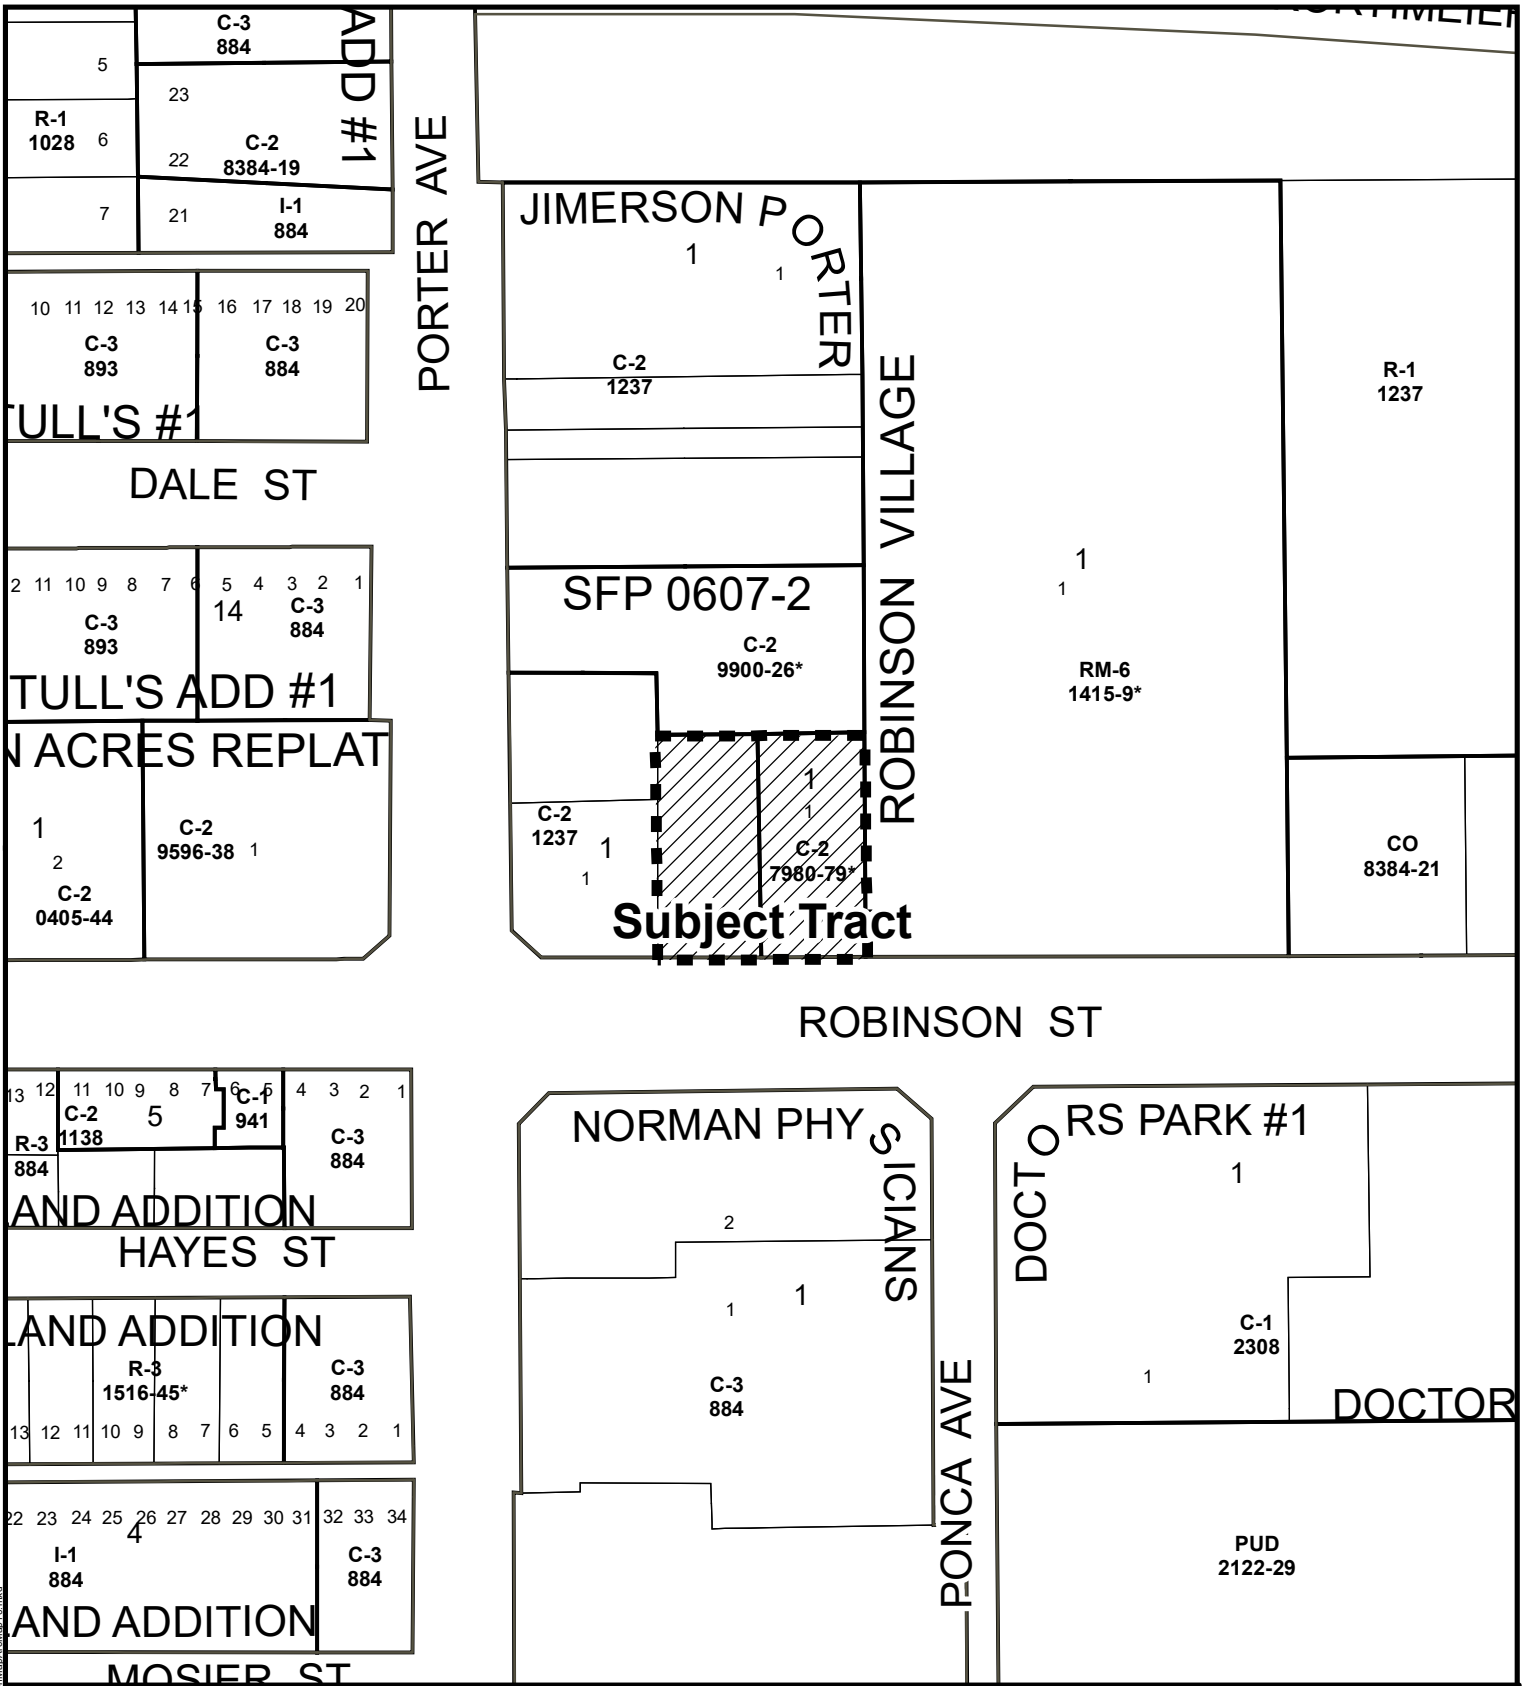 C-3
884
ADD #1
5
23
R-1
1028
6
C-2
8384-19
22
7
21
I-1
884
PORTER AVE
JIMERSON PORTER
1
1
C-2
1237
10 11 12 13 14 15 16 17 18 19 20
C-3
893
C-3
884
TULL'S #1
DALE ST
ROBINSON VILLAGE
R-1
1237
2 11 10 9 8 7 6 5 4 3 2 1
14
C-3
893
C-3
884
TULL'S ADD #1
SFP 0607-2
C-2
9900-26*
1
1
RM-6
1415-9*
N ACRES REPLAT
1
2
C-2
0405-44
C-2
9596-38
1
C-2
1237
1
1
1
1
C-2
7980-79*
Subject Tract
CO
8384-21
ROBINSON ST
13 12 11 10 9 8 7 6 5 4 3 2 1
C-2
1138
5
C-1
941
R-3
884
C-3
884
AND ADDITION
HAYES ST
NORMAN PHYSICIANS
2
1
1
C-3
884
DOCTORS PARK #1
1
C-1
2308
1
DOCTOR
LAND ADDITION
R-3
1516-45*
C-3
884
13 12 11 10 9 8 7 6 5 4 3 2 1
PONCA AVE
22 23 24 25 26 27 28 29 30 31 32 33 34
4
I-1
884
C-3
884
LAND ADDITION
PUD
2122-29
MOSIER ST